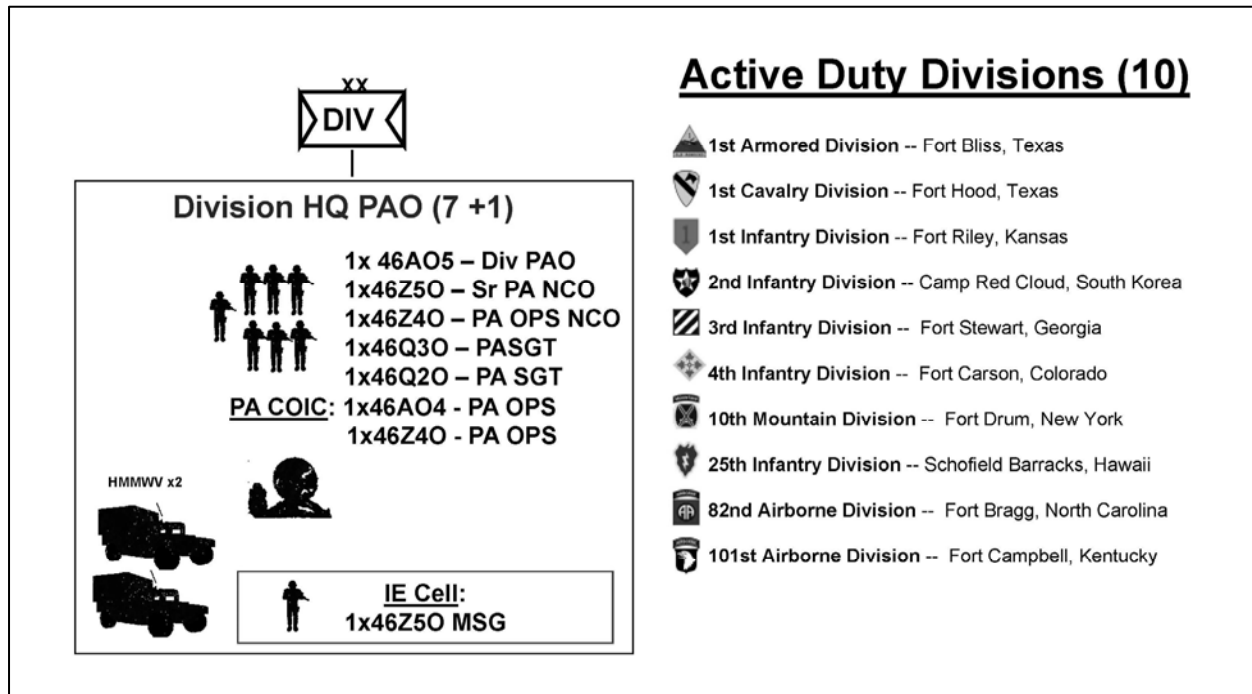 XX
DIV
Division HQ PAO (7 +1)
1x 46AO5 – Div PAO
1x46Z5O – Sr PA NCO
1x46Z4O – PA OPS NCO
1x46Q3O – PASGT
1x46Q2O – PA SGT
PA COIC: 1x46AO4 - PA OPS
1x46Z4O - PA OPS
HMMWV x2
IE Cell:
1x46Z5O MSG
Active Duty Divisions (10)
1st Armored Division -- Fort Bliss, Texas
1st Cavalry Division -- Fort Hood, Texas
1st Infantry Division -- Fort Riley, Kansas
2nd Infantry Division -- Camp Red Cloud, South Korea
3rd Infantry Division -- Fort Stewart, Georgia
4th Infantry Division -- Fort Carson, Colorado
10th Mountain Division -- Fort Drum, New York
25th Infantry Division -- Schofield Barracks, Hawaii
82nd Airborne Division -- Fort Bragg, North Carolina
101st Airborne Division -- Fort Campbell, Kentucky